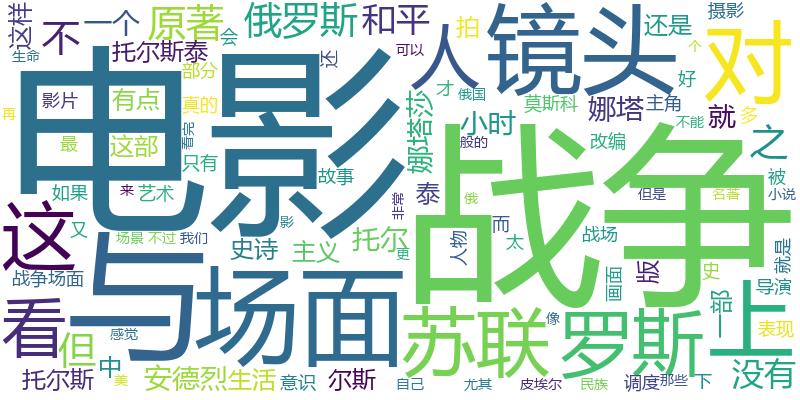 这样 不 一个 原著 俄罗斯 和平 人 镜头 还是 摄影 对
生命 托尔斯泰 会 还 可以 拍 才 个 好
电影 影片 有点 部分 真的 俄国 莫斯科 娜塔 主角 就 多
再 最 这部 看完 只有 娜塔莎 小时 般的 改编 不能 之
如果 来 艺术 故事 非常 泰 战争 但是 名著 被 小说
这 又 场景 不过 我们 影 俄 而
与 史诗 主义 托尔 更 人物 太 战场 就是
战争场面 场面 画面 版 史 导演
看 感觉 苏联 像 罗斯 一部 上 表现
但 中
托尔斯 美 安德烈 生活 意识 尔斯 自己 尤其 皮埃尔 民族 调度 那些 下 没有